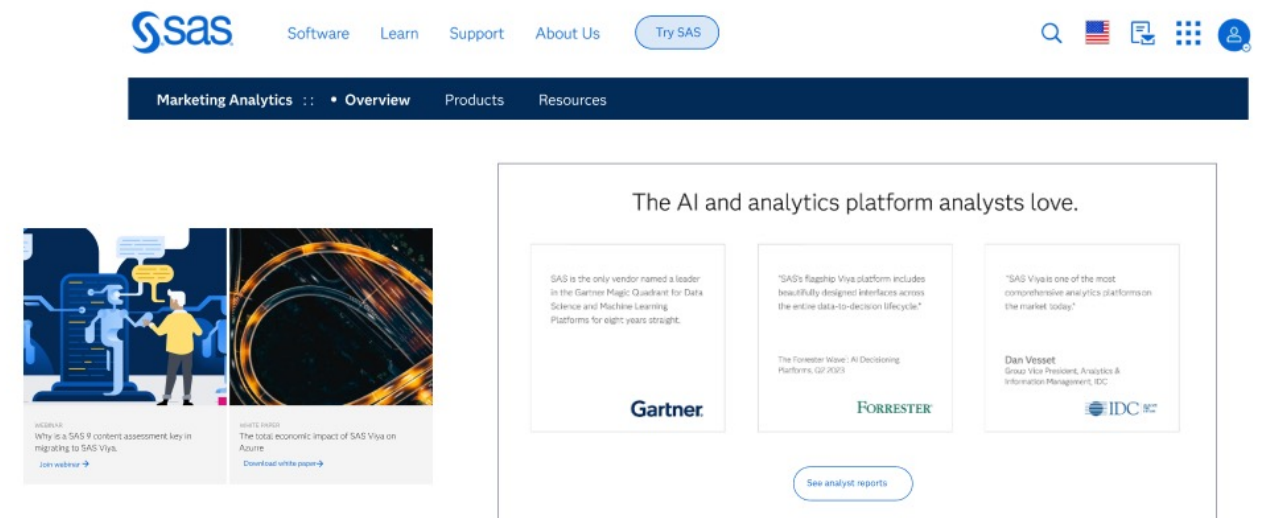 sas
Software Learn Support About Us Try SAS
Marketing Analytics :: • Overview Products Resources
The AI and analytics platform analysts love.
SAS is the only vendor named a leader
in the Gartner Magic Quadrant for Data
Science and Machine Learning
Platforms for eight years straight.
Gartner
"SAS's flagship Viya platform includes
beautifully designed interfaces across
the entire data-to-decision lifecycle."
The Forrester Wave: AI Decisioning
Platforms, Q2 2023
FORRESTER
"SAS Viya is one of the most
comprehensive analytics platforms on
the market today."
Dan Vesset
Group Vice President, Analytics &
Information Management, IDC
IDC
See analyst reports
WEBINAR
Why is a SAS 9 content assessment key in
migrating to SAS Viya.
Join webinar →
WHITE PAPER
The total economic impact of SAS Viya on
Azurre
Download white paper→